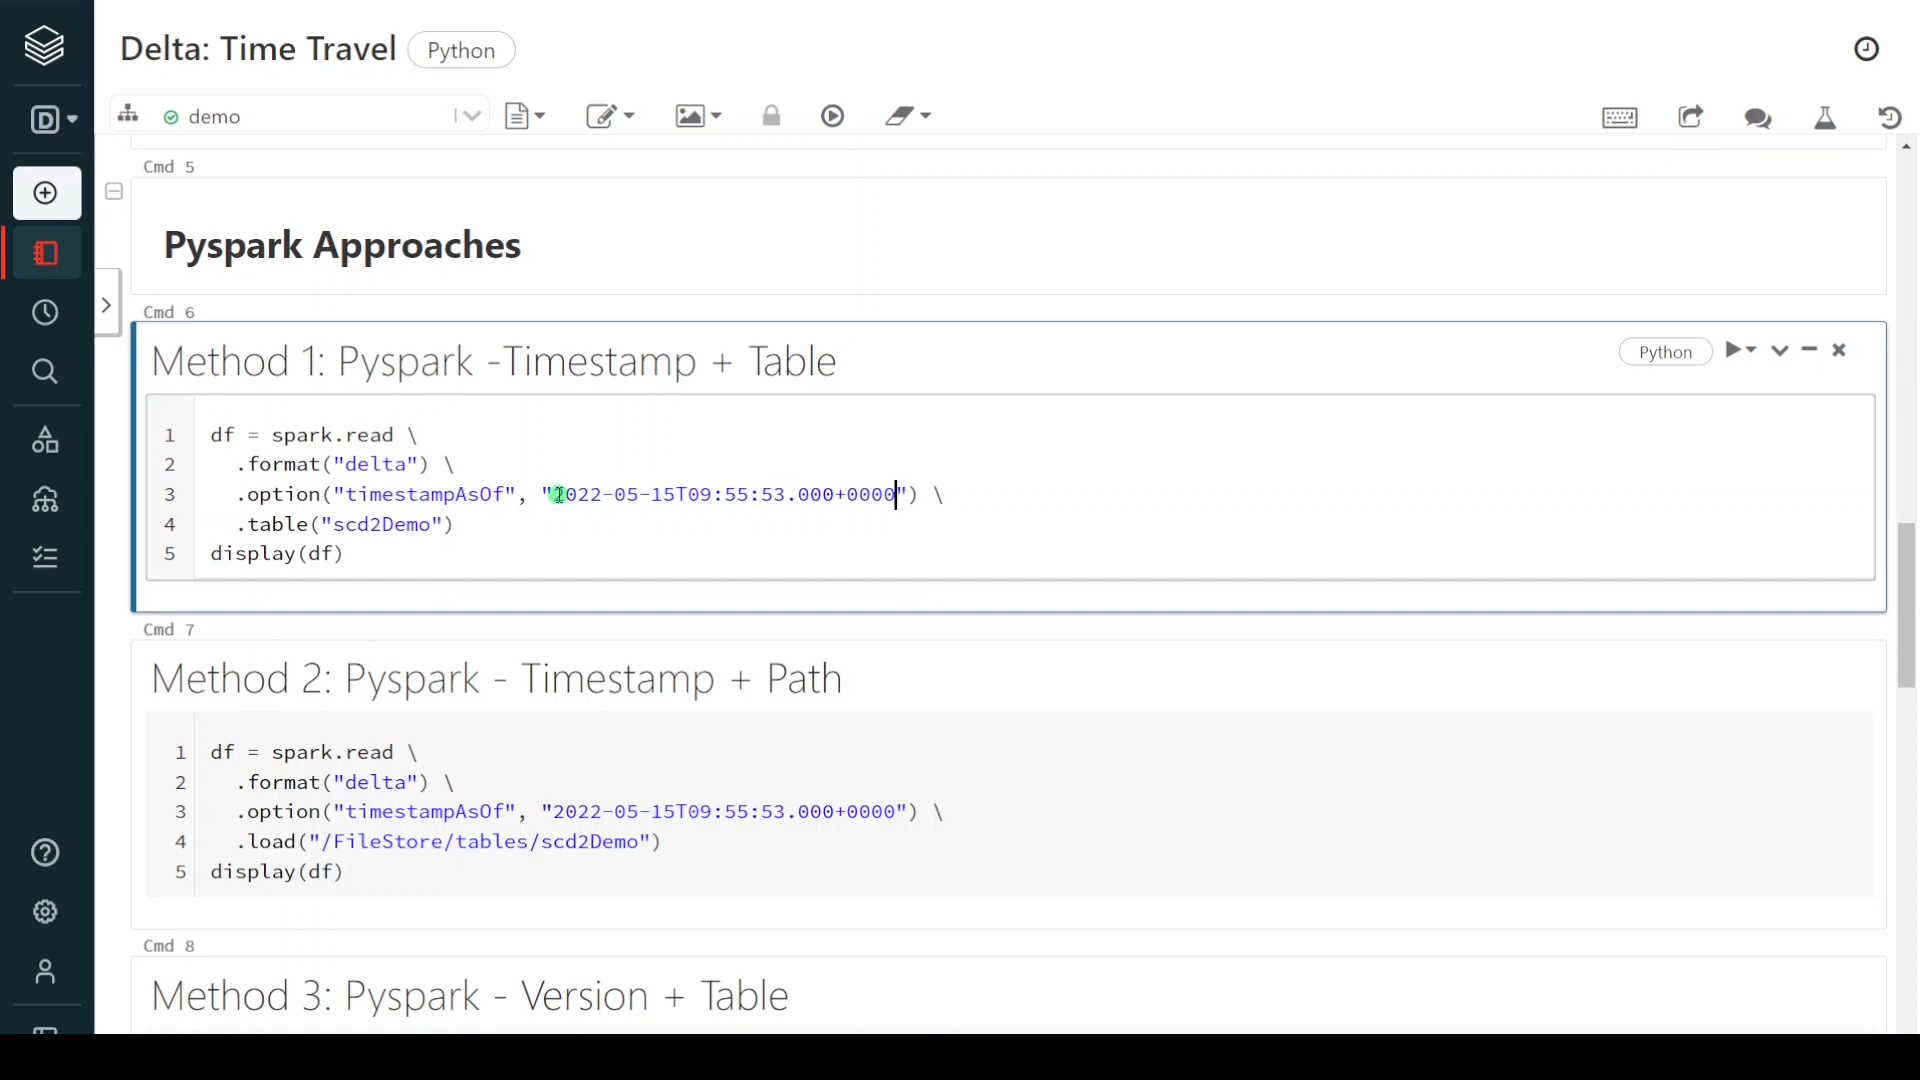 Delta: Time Travel Python
demo
Cmd 5
Pyspark Approaches
Cmd 6
Method 1: Pyspark -Timestamp + Table
Python
1 df = spark.read \
2 .format("delta") \
3 .option("timestampAsOf", "2022-05-15T09:55:53.000+0000") \
4 .table("scd2Demo")
5 display(df)
Cmd 7
Method 2: Pyspark - Timestamp + Path
1 df = spark.read \
2 .format("delta") \
3 .option("timestampAsOf", "2022-05-15T09:55:53.000+0000") \
4 .load("/FileStore/tables/scd2Demo")
5 display(df)
Cmd 8
Method 3: Pyspark - Version + Table